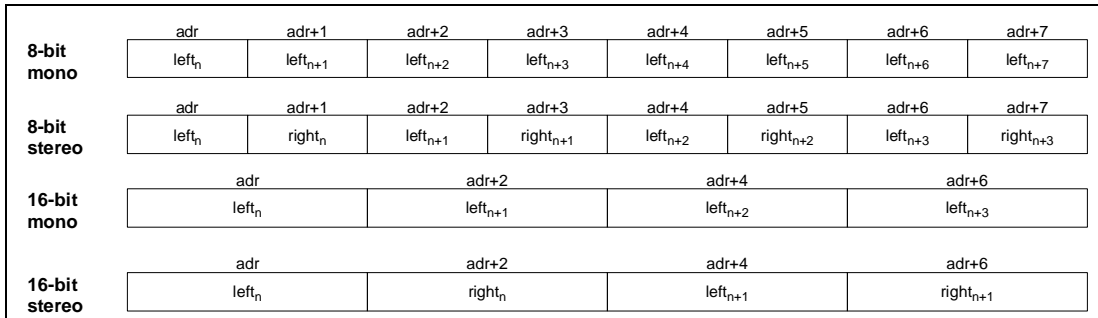 adr adr+1 adr+2 adr+3 adr+4 adr+5 adr+6 adr+7
8-bit mono
leftₙ leftₙ₊₁ leftₙ₊₂ leftₙ₊₃ leftₙ₊₄ leftₙ₊₅ leftₙ₊₆ leftₙ₊₇
adr adr+1 adr+2 adr+3 adr+4 adr+5 adr+6 adr+7
8-bit stereo
leftₙ rightₙ leftₙ₊₁ rightₙ₊₁ leftₙ₊₂ rightₙ₊₂ leftₙ₊₃ rightₙ₊₃
adr adr+2 adr+4 adr+6
16-bit mono
leftₙ leftₙ₊₁ leftₙ₊₂ leftₙ₊₃
adr adr+2 adr+4 adr+6
16-bit stereo
leftₙ rightₙ leftₙ₊₁ rightₙ₊₁